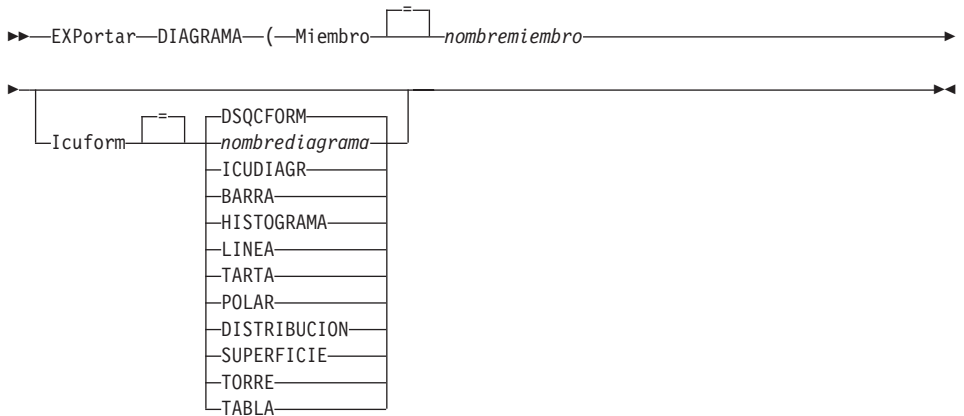 EXPortar DIAGRAMA ( Miembro = nombremiembro
Icuform = DSQCFORM
nombrediagrama
ICUDIAGR
BARRA
HISTOGRAMA
LINEA
TARTA
POLAR
DISTRIBUCION
SUPERFICIE
TORRE
TABLA